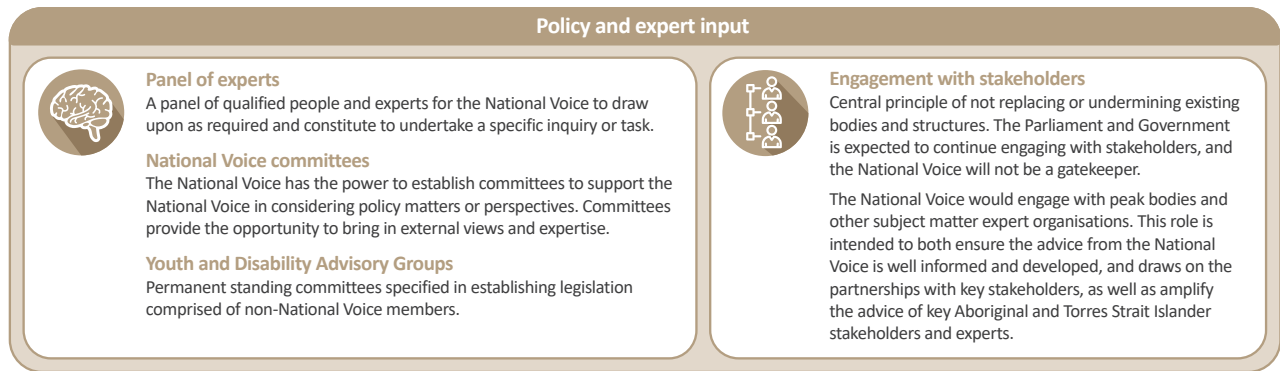 Policy and expert input
Panel of experts
A panel of qualified people and experts for the National Voice to draw
upon as required and constitute to undertake a specific inquiry or task.
National Voice committees
The National Voice has the power to establish committees to support the
National Voice in considering policy matters or perspectives. Committees
provide the opportunity to bring in external views and expertise.
Youth and Disability Advisory Groups
Permanent standing committees specified in establishing legislation
comprised of non-National Voice members.
Engagement with stakeholders
Central principle of not replacing or undermining existing
bodies and structures. The Parliament and Government
is expected to continue engaging with stakeholders, and
the National Voice will not be a gatekeeper.
The National Voice would engage with peak bodies and
other subject matter expert organisations. This role is
intended to both ensure the advice from the National
Voice is well informed and developed, and draws on the
partnerships with key stakeholders, as well as amplify
the advice of key Aboriginal and Torres Strait Islander
stakeholders and experts.